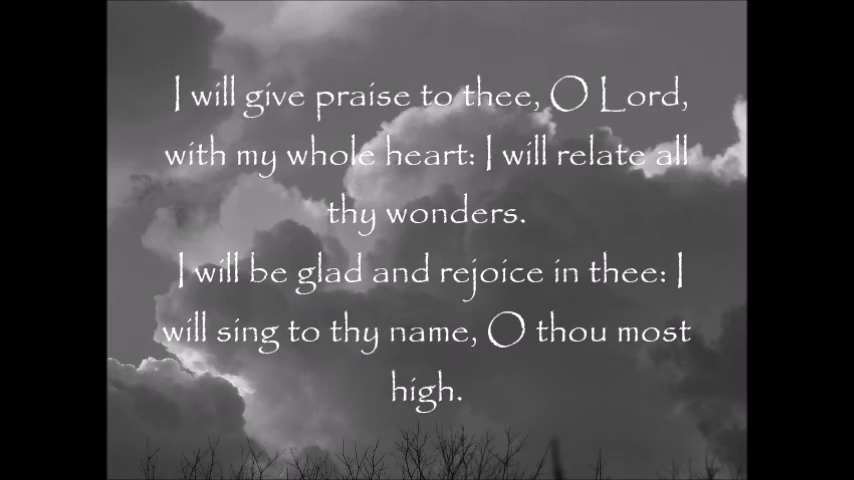 I will give praise to thee, O Lord,
with my whole heart: I will relate all
thy wonders.
I will be glad and rejoice in thee: I
will sing to thy name, O thou most
high.